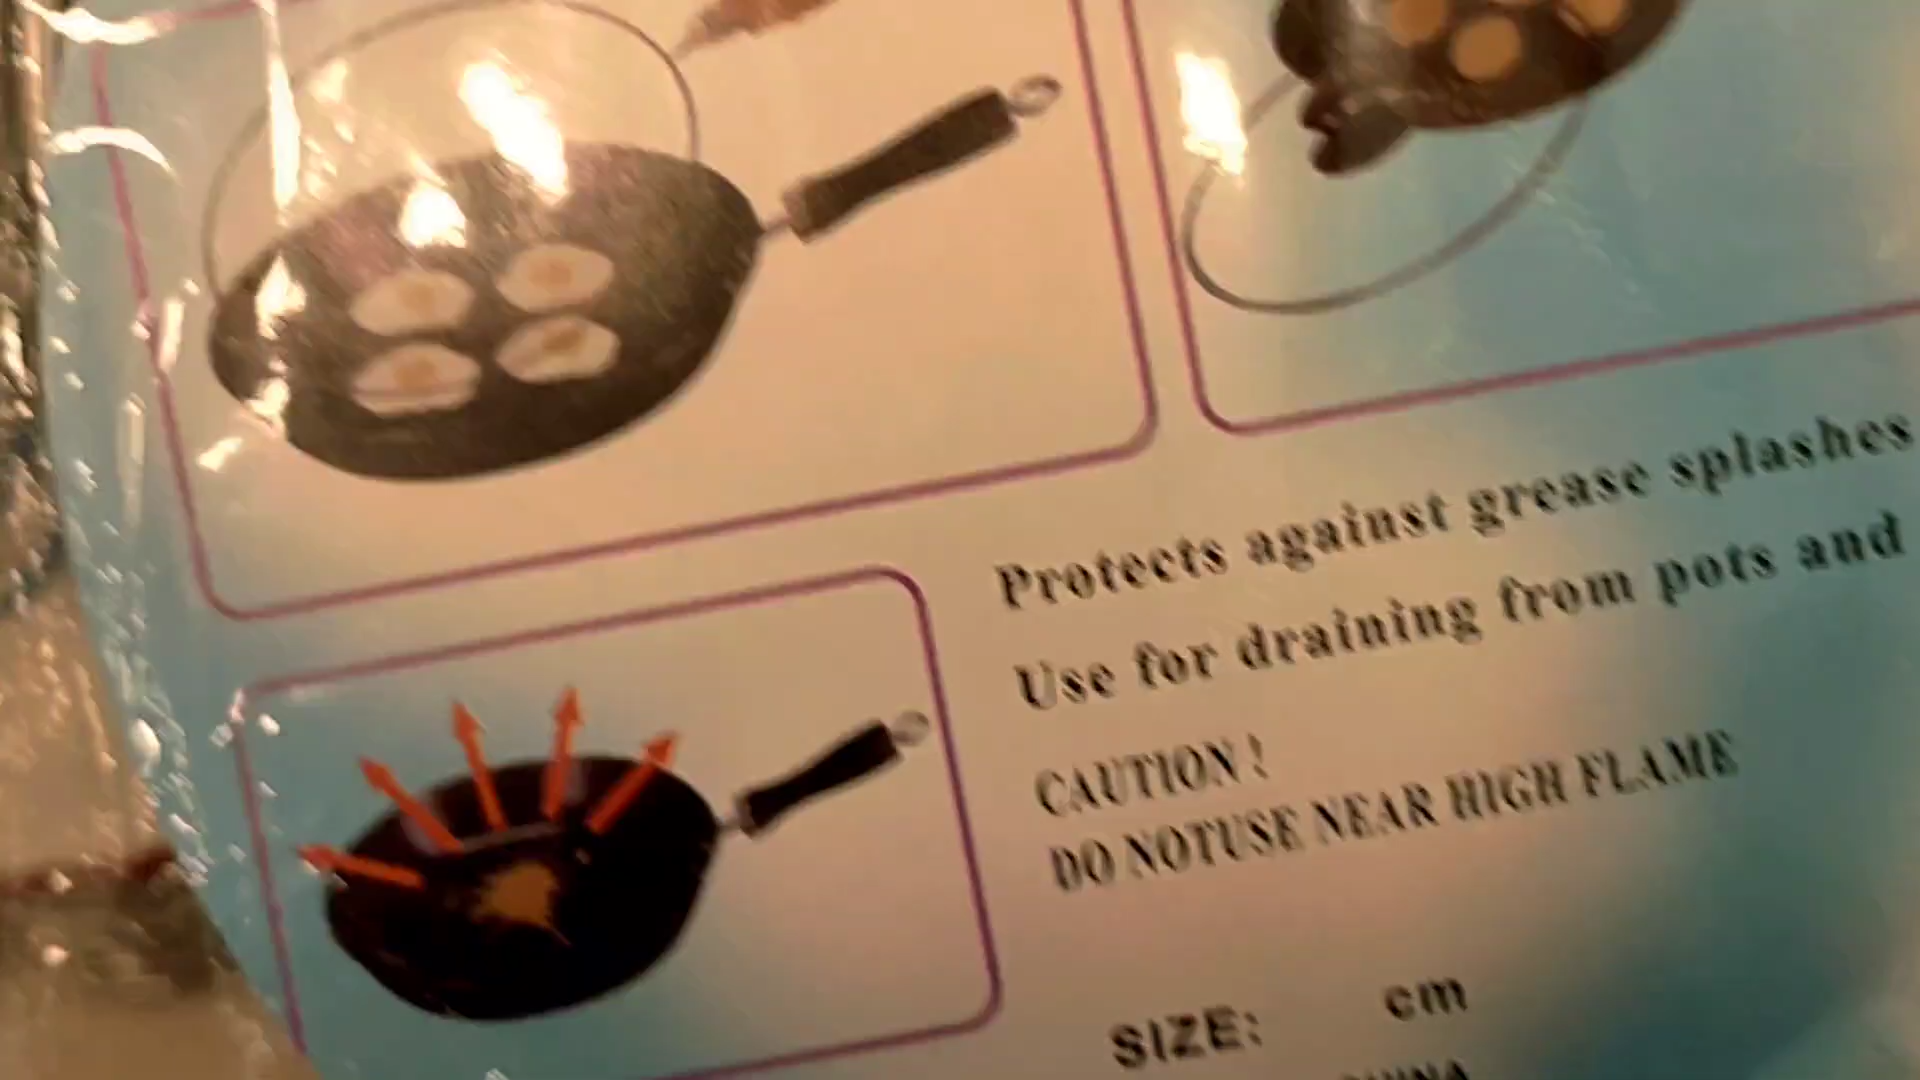 Protects against grease splashes
Use for draining from pots and
CAUTION!
DO NOTUSE NEAR HIGH FLAME
SIZE: cm